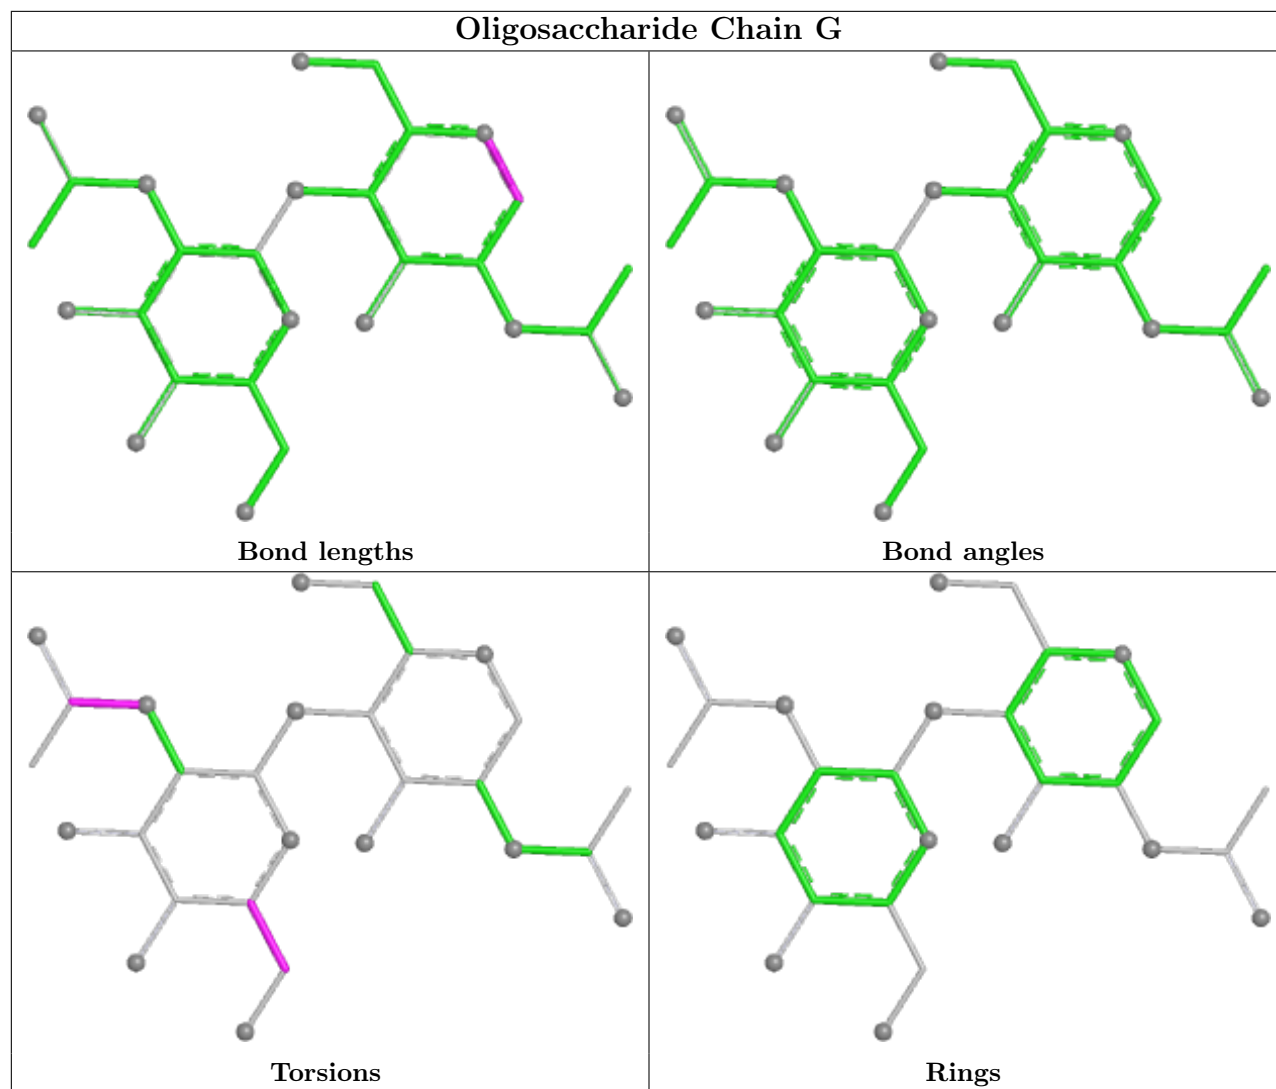 Oligosaccharide Chain G
Bond lengths
Bond angles
Torsions
Rings